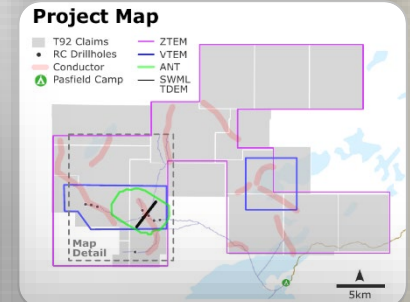 Project Map
T92 Claims
RC Drillholes
Conductor
Pasfield Camp
ZTEM
VTEM
ANT
SWML
TDEM
Map
Detail
5km